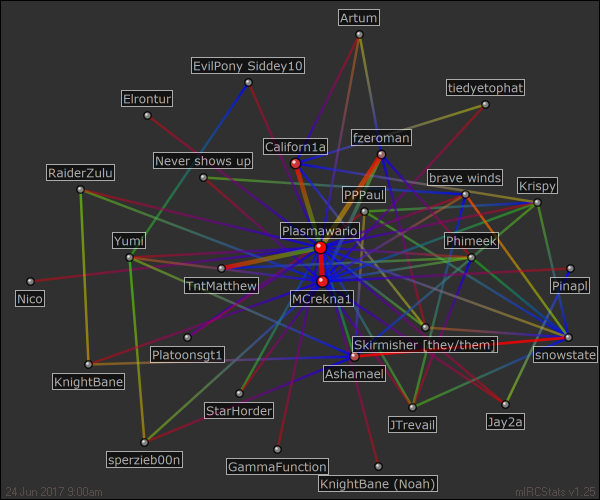 Artum
EvilPony Siddey10
tiedyetophat
Elrontur
Californ1a
fzeroman
Never shows up
brave winds
RaiderZulu
PPPaul
Krispy
Plasmawario
Yumi
Phimeek
TntMatthew
Pinapl
Nico
MCrekna1
Skirmisher [they/them]
Platoonsgt1
snowstate
KnightBane
Ashamael
StarHorder
JTrevail
Jay2a
sperzieb00n
GammaFunction
KnightBane (Noah)
24 Jun 2017 9:00am
mIRCStats v1.25